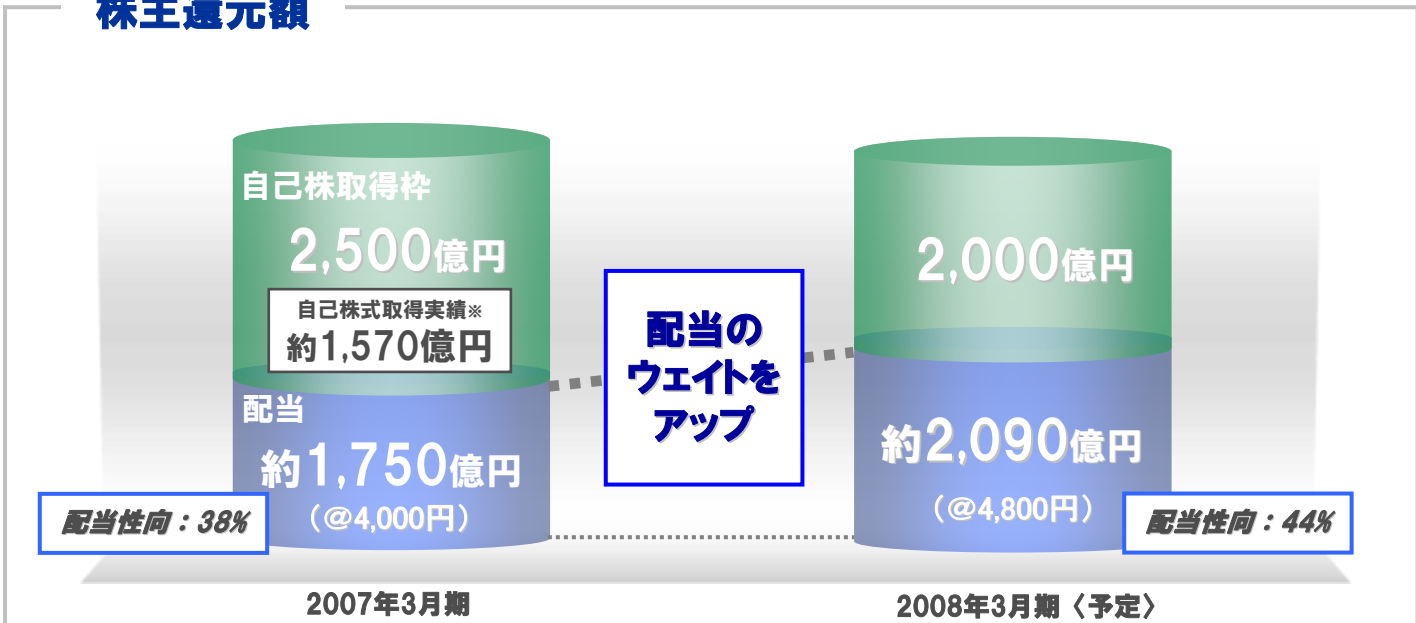 株主還元額
自己株取得枠
2,500億円
自己株式取得実績※
約1,570億円
配当
約1,750億円
（@4,000円）
配当性向：38%
2007年3月期
配当の
ウェイトを
アップ
2,000億円
約2,090億円
（@4,800円）
配当性向：44%
2008年3月期〈予定〉